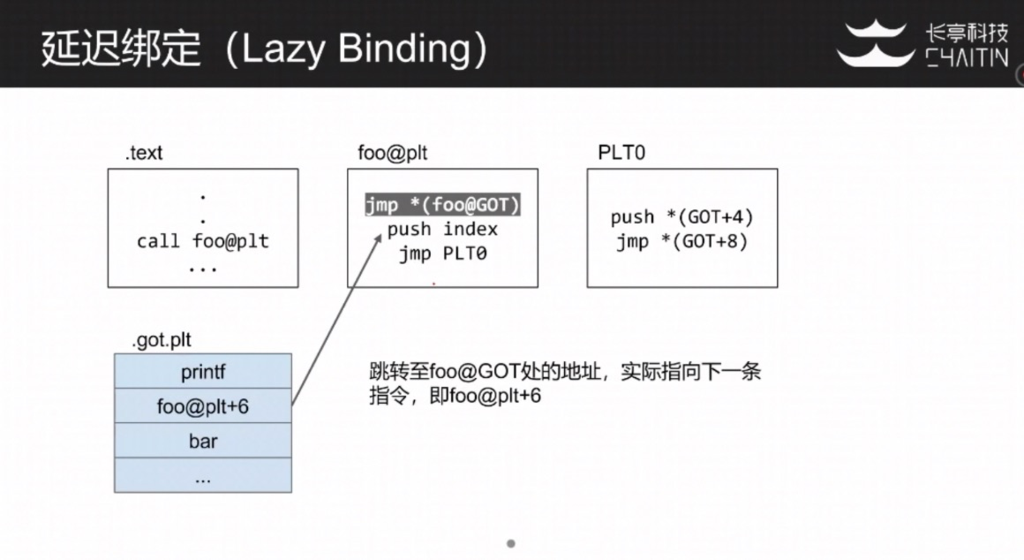 延迟绑定（Lazy Binding）
长亭科技
CHAITIN
.text
.
.
call foo@plt
...
foo@plt
jmp *(foo@GOT)
push index
jmp PLT0
PLT0
push *(GOT+4)
jmp *(GOT+8)
.got.plt
printf
foo@plt+6
bar
...
跳转至foo@GOT处的地址，实际指向下一条
指令，即foo@plt+6